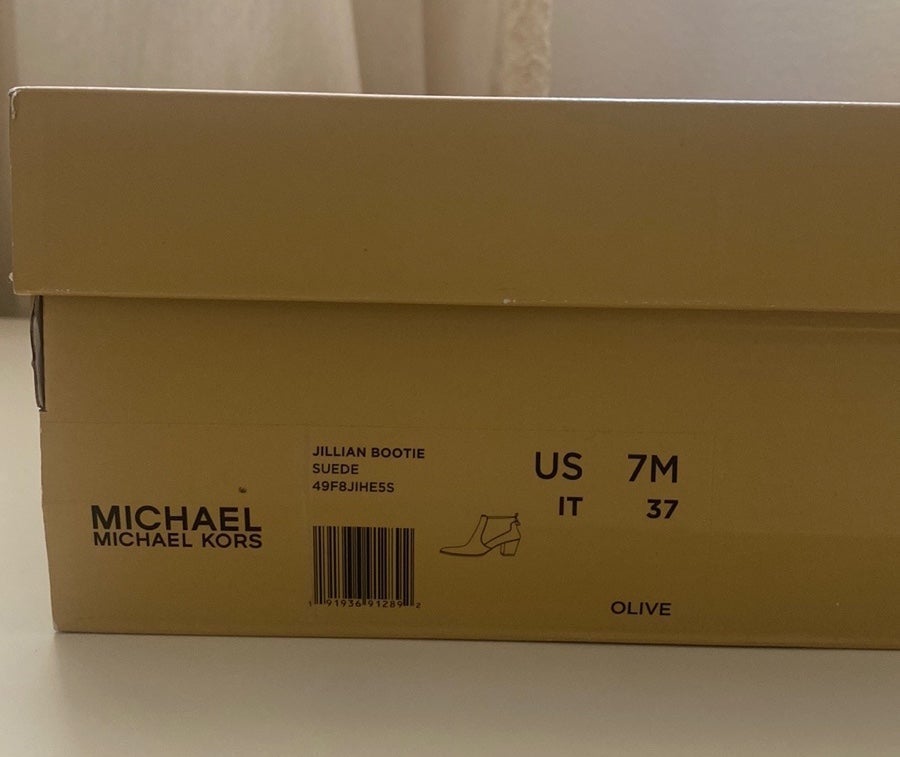 MICHAEL
MICHAEL KORS
JILLIAN BOOTIE
SUEDE
49F8JIHE5S
1 91936 91289 2
US 7M
IT 37
OLIVE